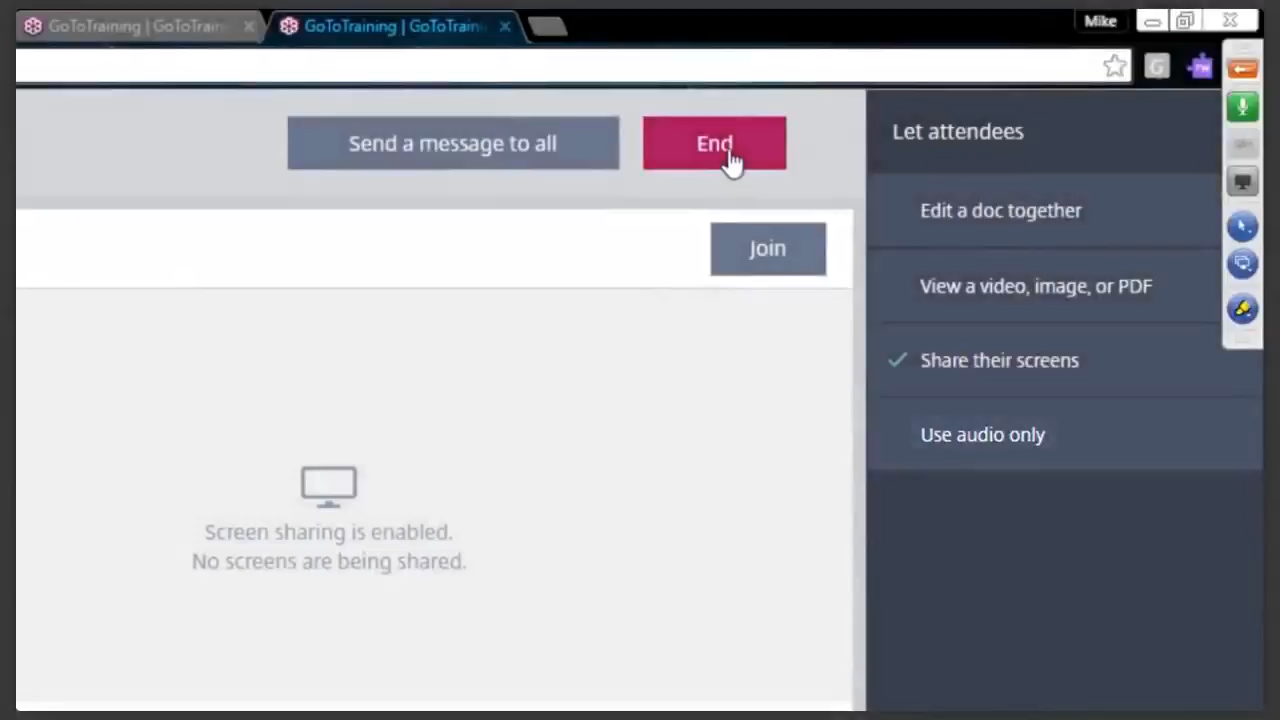 GoToTraining | GoToTrain
GoToTraining | GoToTrain
Mike
Send a message to all
End
Let attendees
Edit a doc together
Join
View a video, image, or PDF
Share their screens
Use audio only
Screen sharing is enabled.
No screens are being shared.